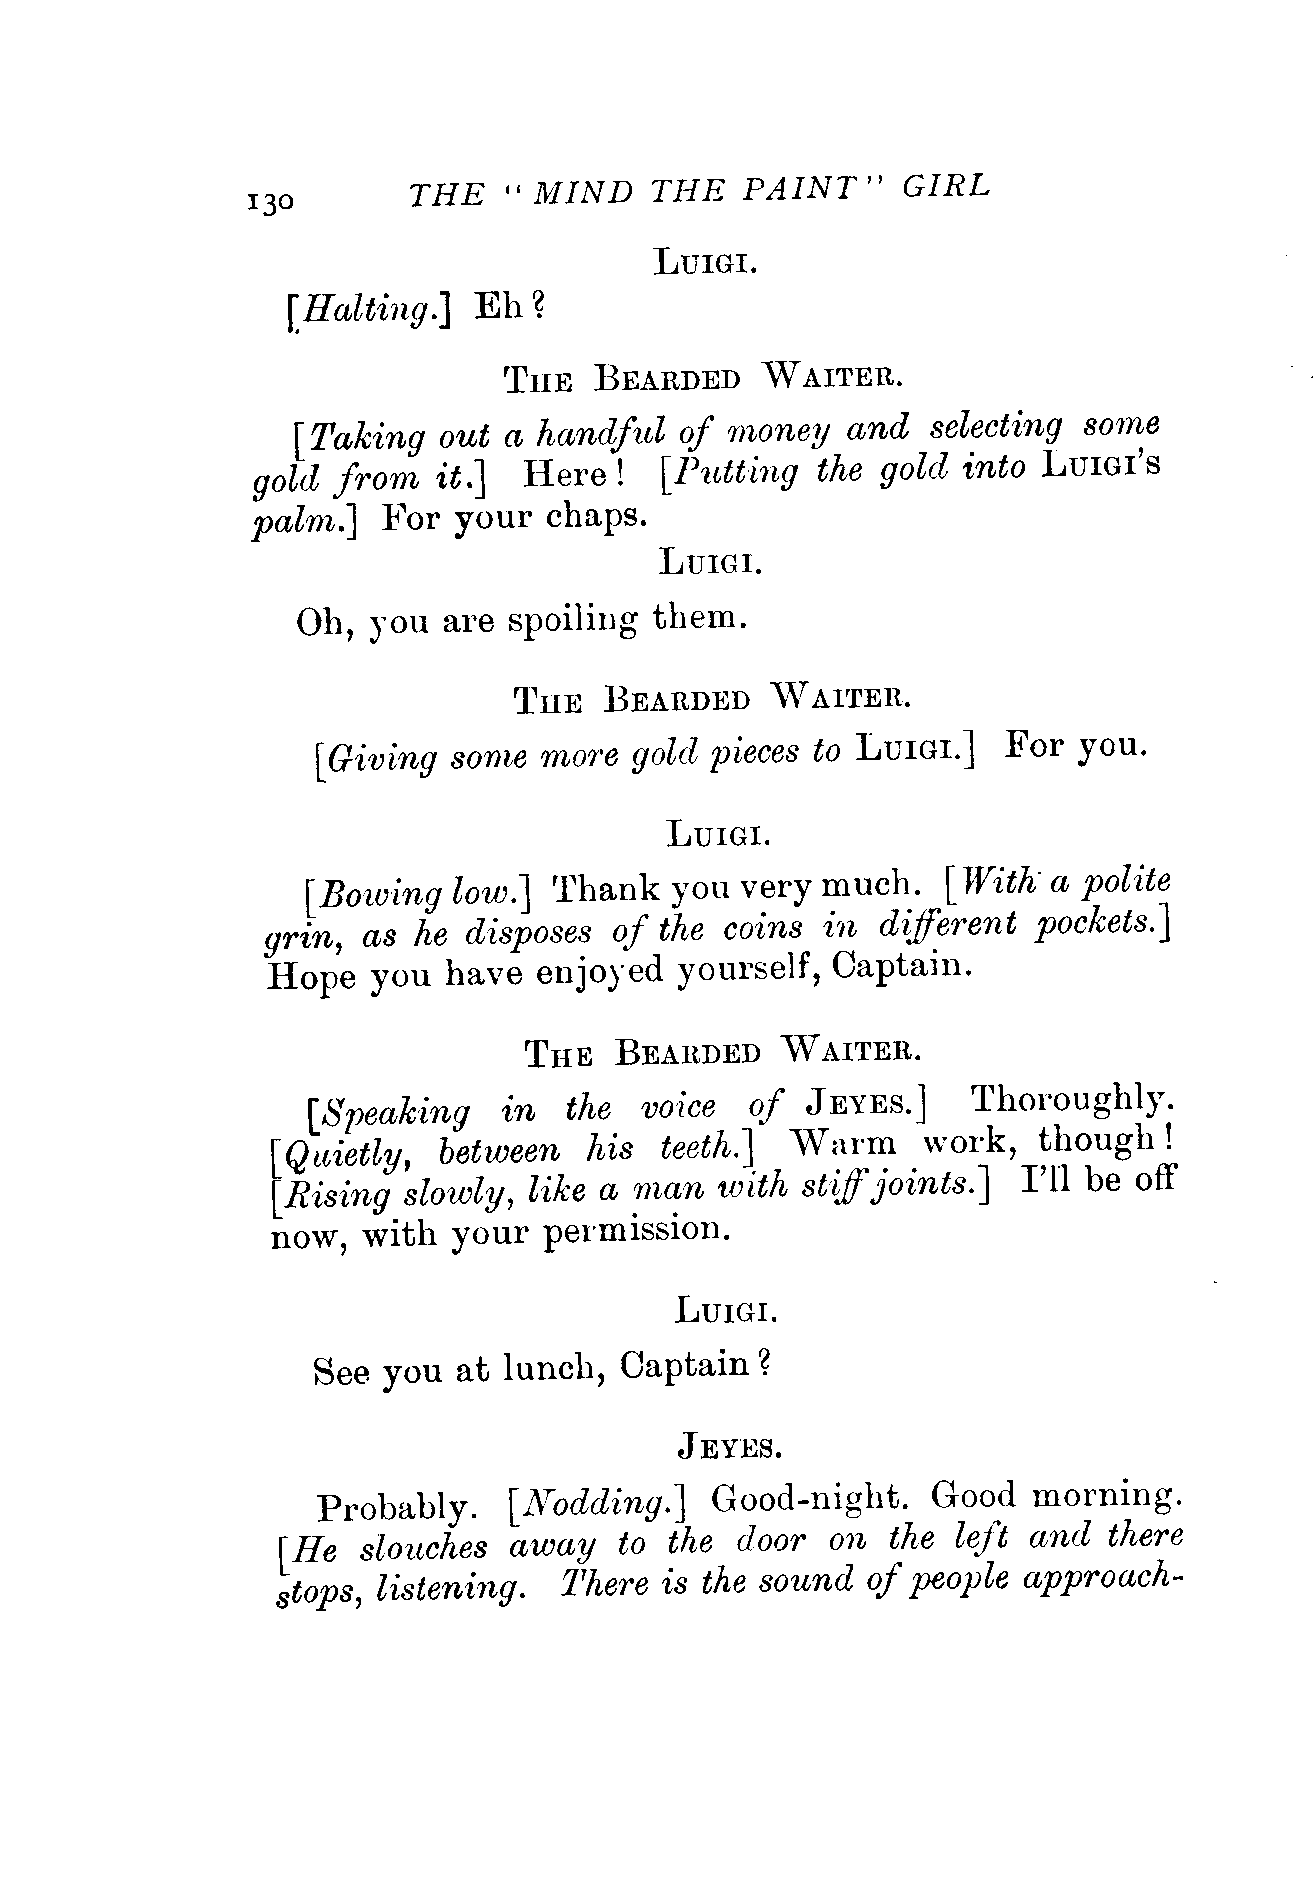 130 THE "MIND THE PAINT" GIRL
LUIGI.
[Halting.] Eh?
THE BEARDED WAITER.
[Taking out a handful of money and selecting some
gold from it.] Here! [Putting the gold into LUIGI'S
palm.] For your chaps.
LUIGI.
Oh, you are spoiling them.
THE BEARDED WAITER.
[Giving some more gold pieces to LUIGI.] For you.
LUIGI.
[Bowing low.] Thank you very much. [With a polite
grin, as he disposes of the coins in different pockets.]
Hope you have enjoyed yourself, Captain.
THE BEARDED WAITER.
[Speaking in the voice of JEYES.] Thoroughly.
[Quietly, between his teeth.] Warm work, though!
[Rising slowly, like a man with stiff joints.] I'll be off
now, with your permission.
LUIGI.
See you at lunch, Captain?
JEYES.
Probably. [Nodding.] Good-night. Good morning.
[He slouches away to the door on the left and there
stops, listening. There is the sound of people approach-